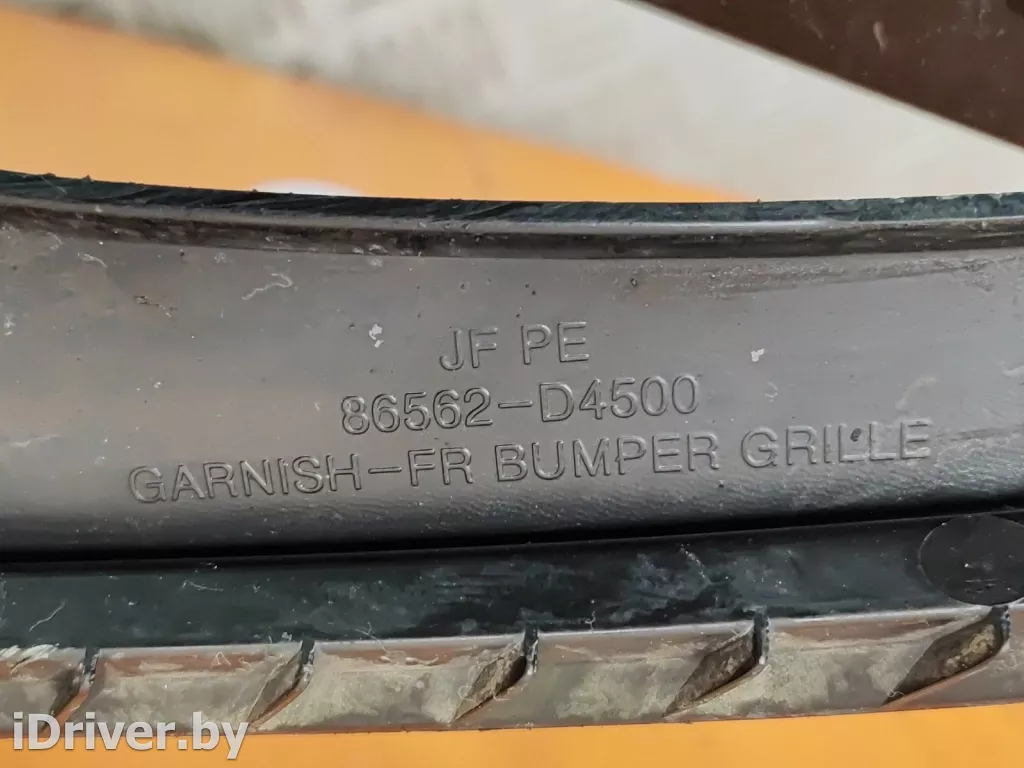 JF PE
86562-D4500
GARNISH-FR BUMPER GRILLE
iDriver.by